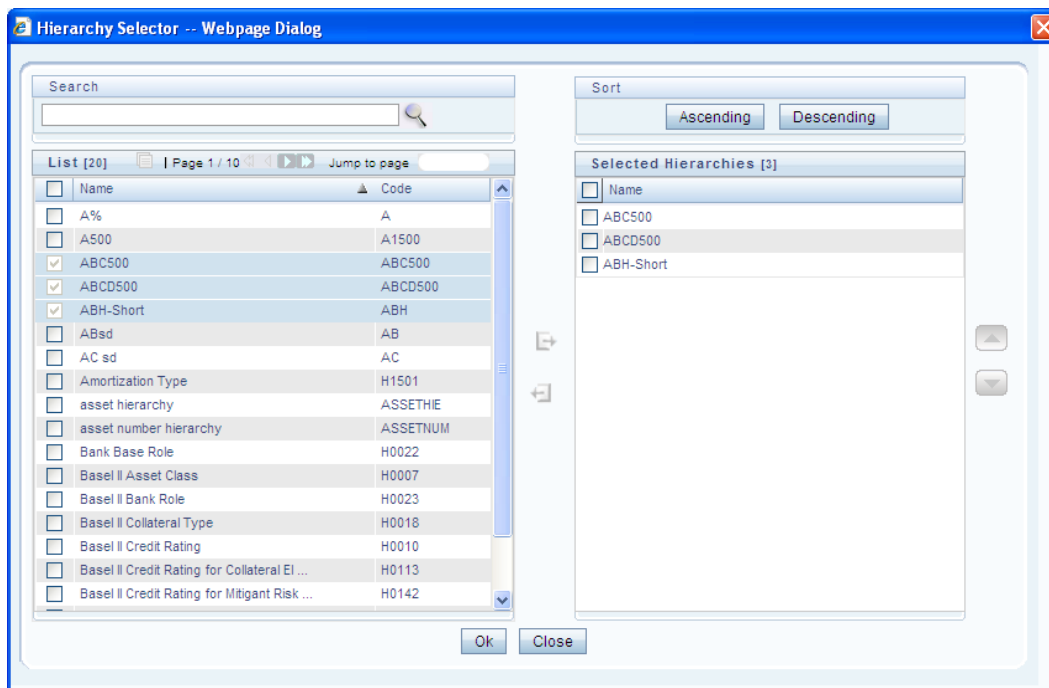 Hierarchy Selector -- Webpage Dialog
Search
Sort
Ascending Descending
List [20] | Page 1 / 10 Jump to page
Selected Hierarchies [3]
Name Code
Name
A% A
A500 A1500
ABC500 ABC500
ABCD500 ABCD500
ABH-Short ABH
ABsd AB
AC sd AC
Amortization Type H1501
asset hierarchy ASSETHIE
asset number hierarchy ASSETNUM
Bank Base Role H0022
Basel II Asset Class H0007
Basel II Bank Role H0023
Basel II Collateral Type H0018
Basel II Credit Rating H0010
Basel II Credit Rating for Collateral El ... H0113
Basel II Credit Rating for Mitigant Risk ... H0142
ABC500
ABCD500
ABH-Short
Ok Close